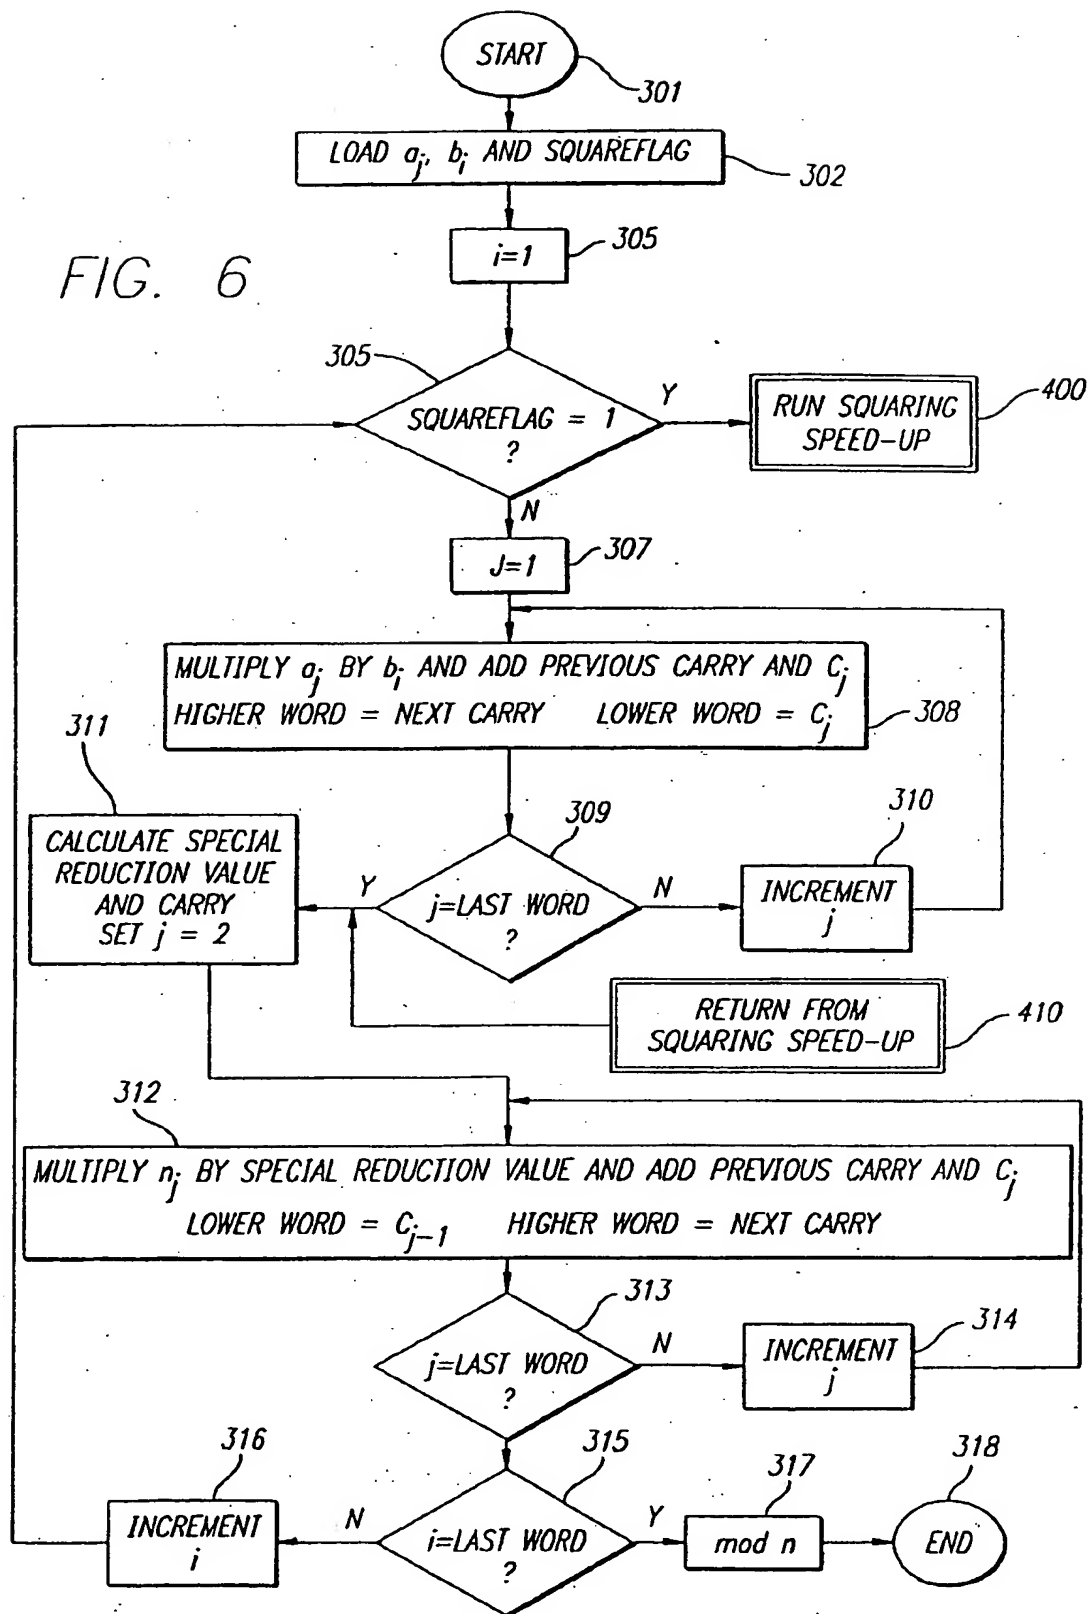 START
301
LOAD aj, bi AND SQUAREFLAG
302
i=1
305
FIG. 6
305
SQUAREFLAG = 1
?
Y
RUN SQUARING
SPEED-UP
400
N
J=1
307
MULTIPLY aj BY bi AND ADD PREVIOUS CARRY AND Cj
HIGHER WORD = NEXT CARRY LOWER WORD = Cj
308
311
CALCULATE SPECIAL
REDUCTION VALUE
AND CARRY
SET j = 2
Y
309
j=LAST WORD
?
N
310
INCREMENT
j
RETURN FROM
SQUARING SPEED-UP
410
312
MULTIPLY nj BY SPECIAL REDUCTION VALUE AND ADD PREVIOUS CARRY AND Cj
LOWER WORD = Cj-1 HIGHER WORD = NEXT CARRY
313
j=LAST WORD
?
N
INCREMENT
j
314
316
INCREMENT
i
N
315
i=LAST WORD
?
Y
317
mod n
318
END